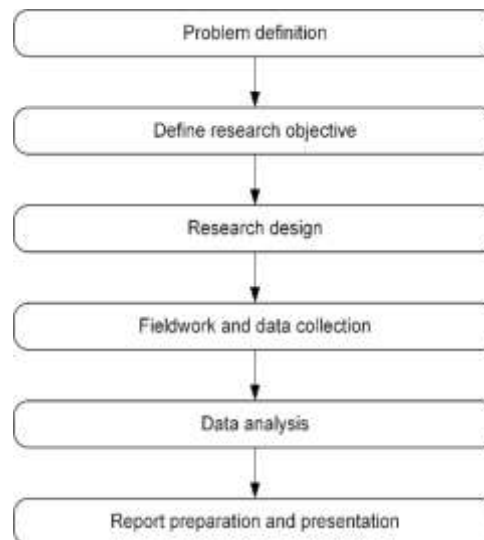 Problem definition
Define research objective
Research design
Fieldwork and data collection
Data analysis
Report preparation and presentation